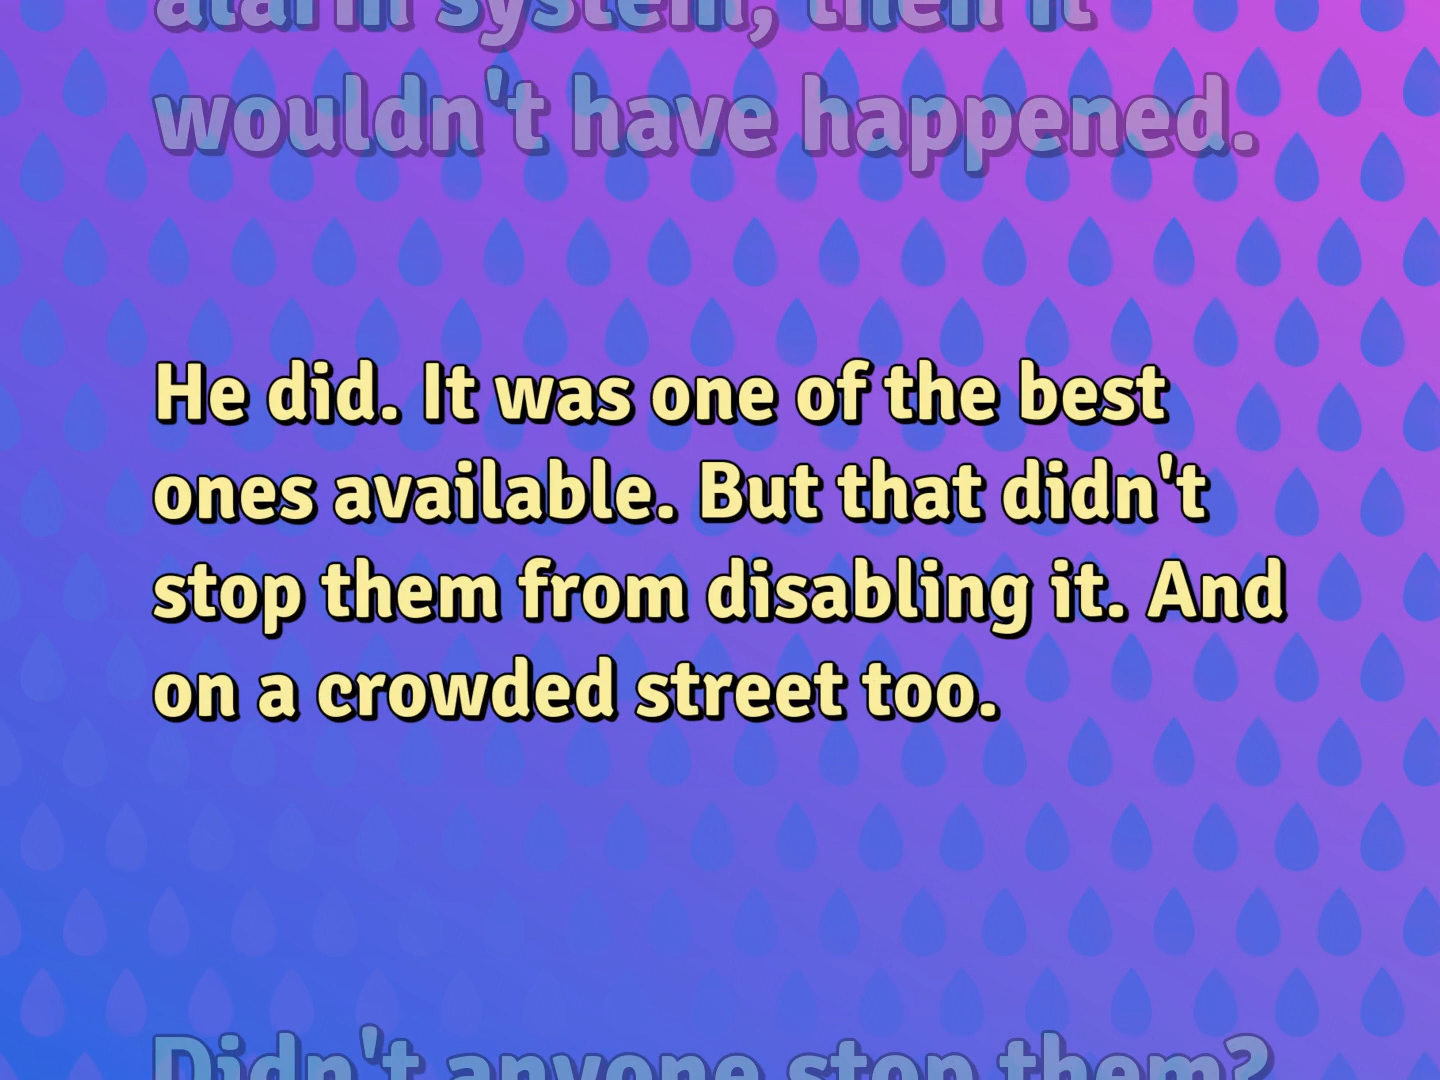 alarm system, then it
wouldn't have happened.
He did. It was one of the best
ones available. But that didn't
stop them from disabling it. And
on a crowded street too.
Didn't anyone stop them?